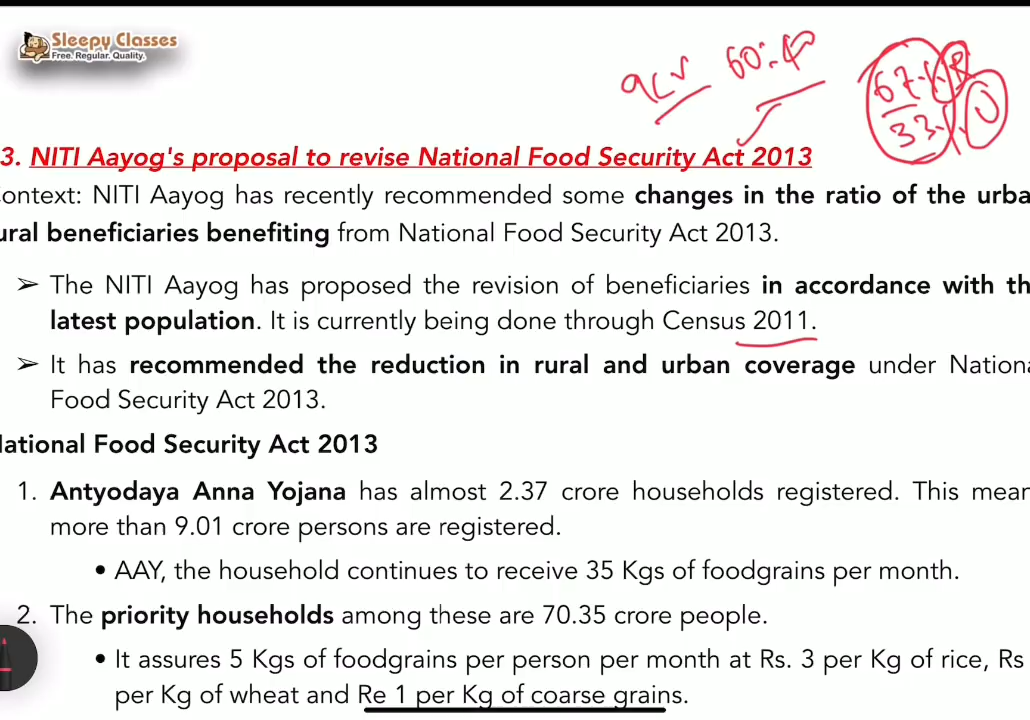 Sleepy Classes
Free. Regular. Quality.
9cr 60:40 67% R
33% U
3. NITI Aayog's proposal to revise National Food Security Act 2013
ontext: NITI Aayog has recently recommended some changes in the ratio of the urba
ural beneficiaries benefiting from National Food Security Act 2013.
➢ The NITI Aayog has proposed the revision of beneficiaries in accordance with th
latest population. It is currently being done through Census 2011.
➢ It has recommended the reduction in rural and urban coverage under Nationa
Food Security Act 2013.
ational Food Security Act 2013
1. Antyodaya Anna Yojana has almost 2.37 crore households registered. This mean
more than 9.01 crore persons are registered.
• AAY, the household continues to receive 35 Kgs of foodgrains per month.
2. The priority households among these are 70.35 crore people.
• It assures 5 Kgs of foodgrains per person per month at Rs. 3 per Kg of rice, Rs
per Kg of wheat and Re 1 per Kg of coarse grains.